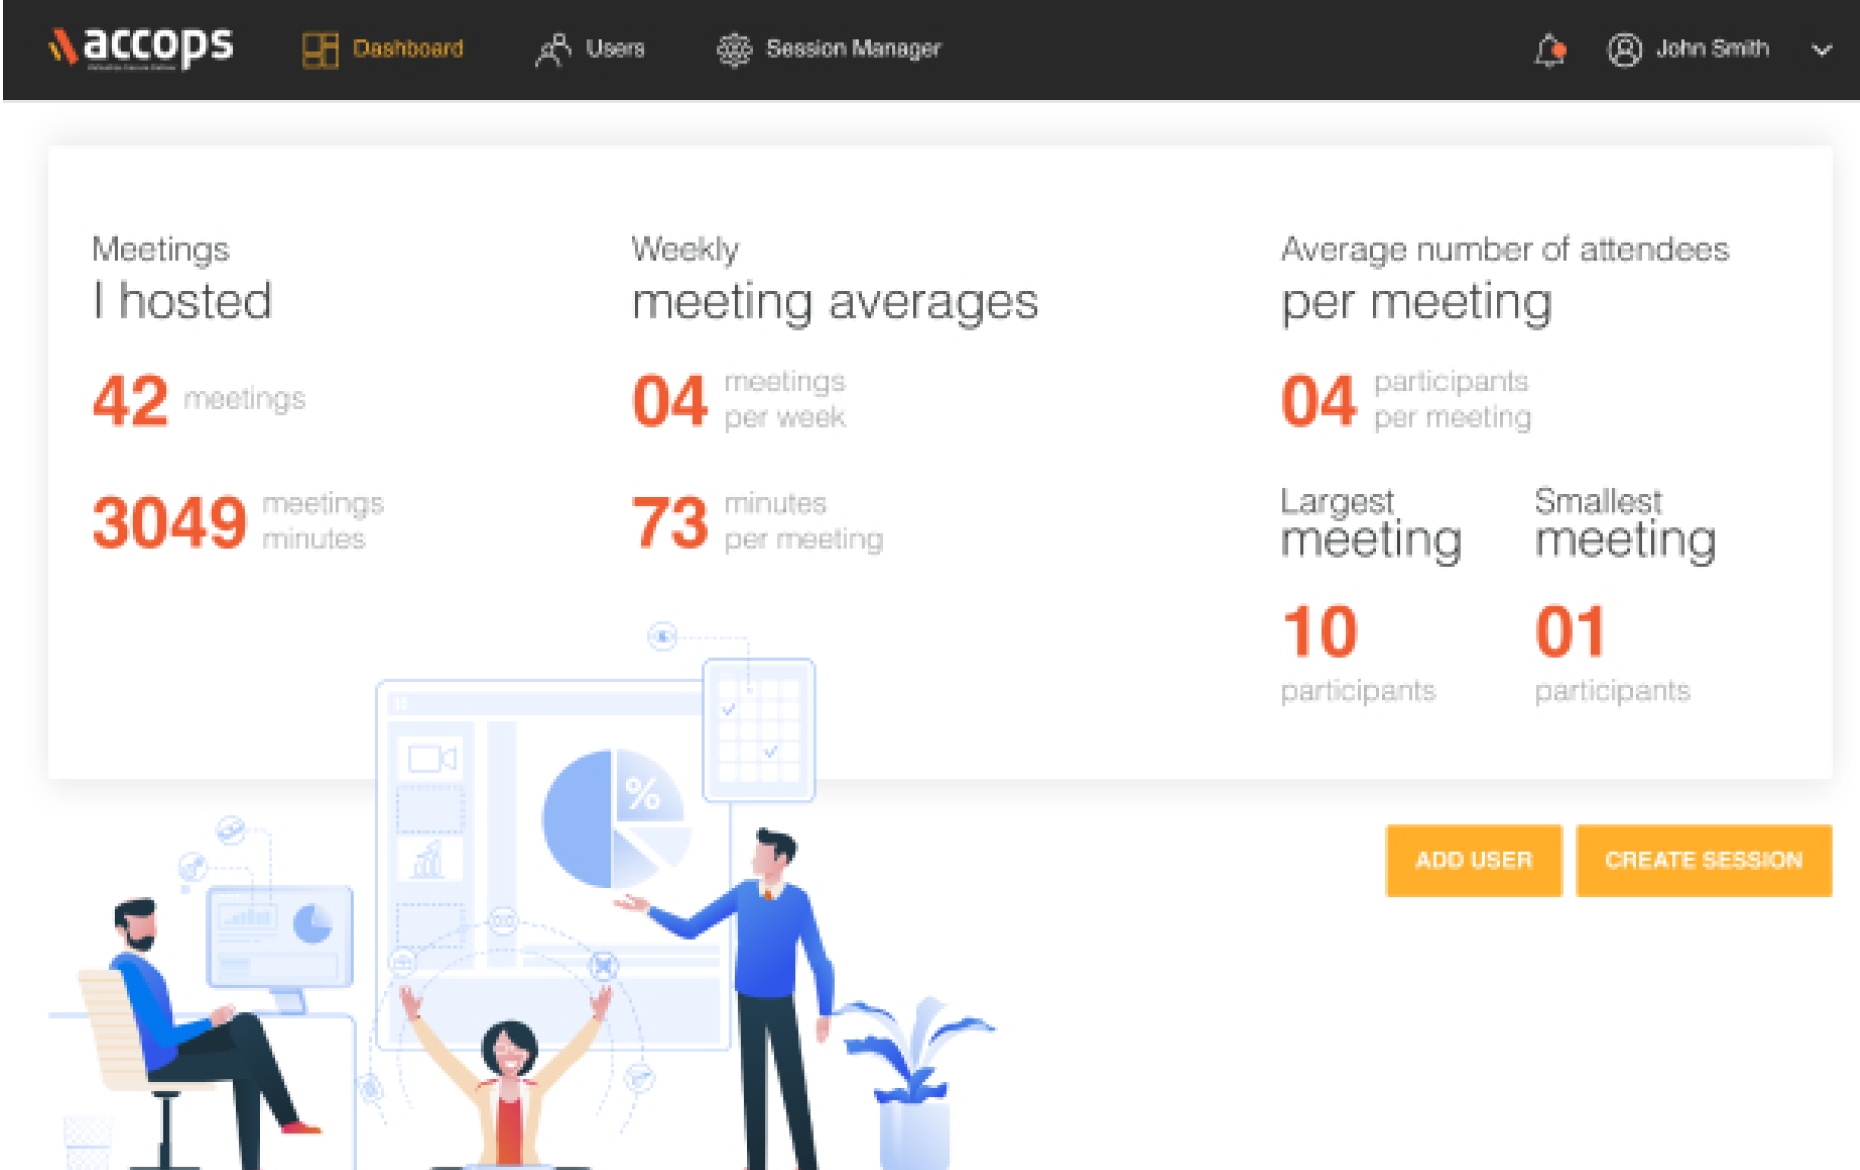 accops
Dashboard
Users
Session Manager
John Smith
Meetings
I hosted
42 meetings
3049 meetings
minutes
Weekly
meeting averages
04 meetings
per week
73 minutes
per meeting
Average number of attendees
per meeting
04 participants
per meeting
Largest
meeting
10
participants
Smallest
meeting
01
participants
%
ADD USER
CREATE SESSION